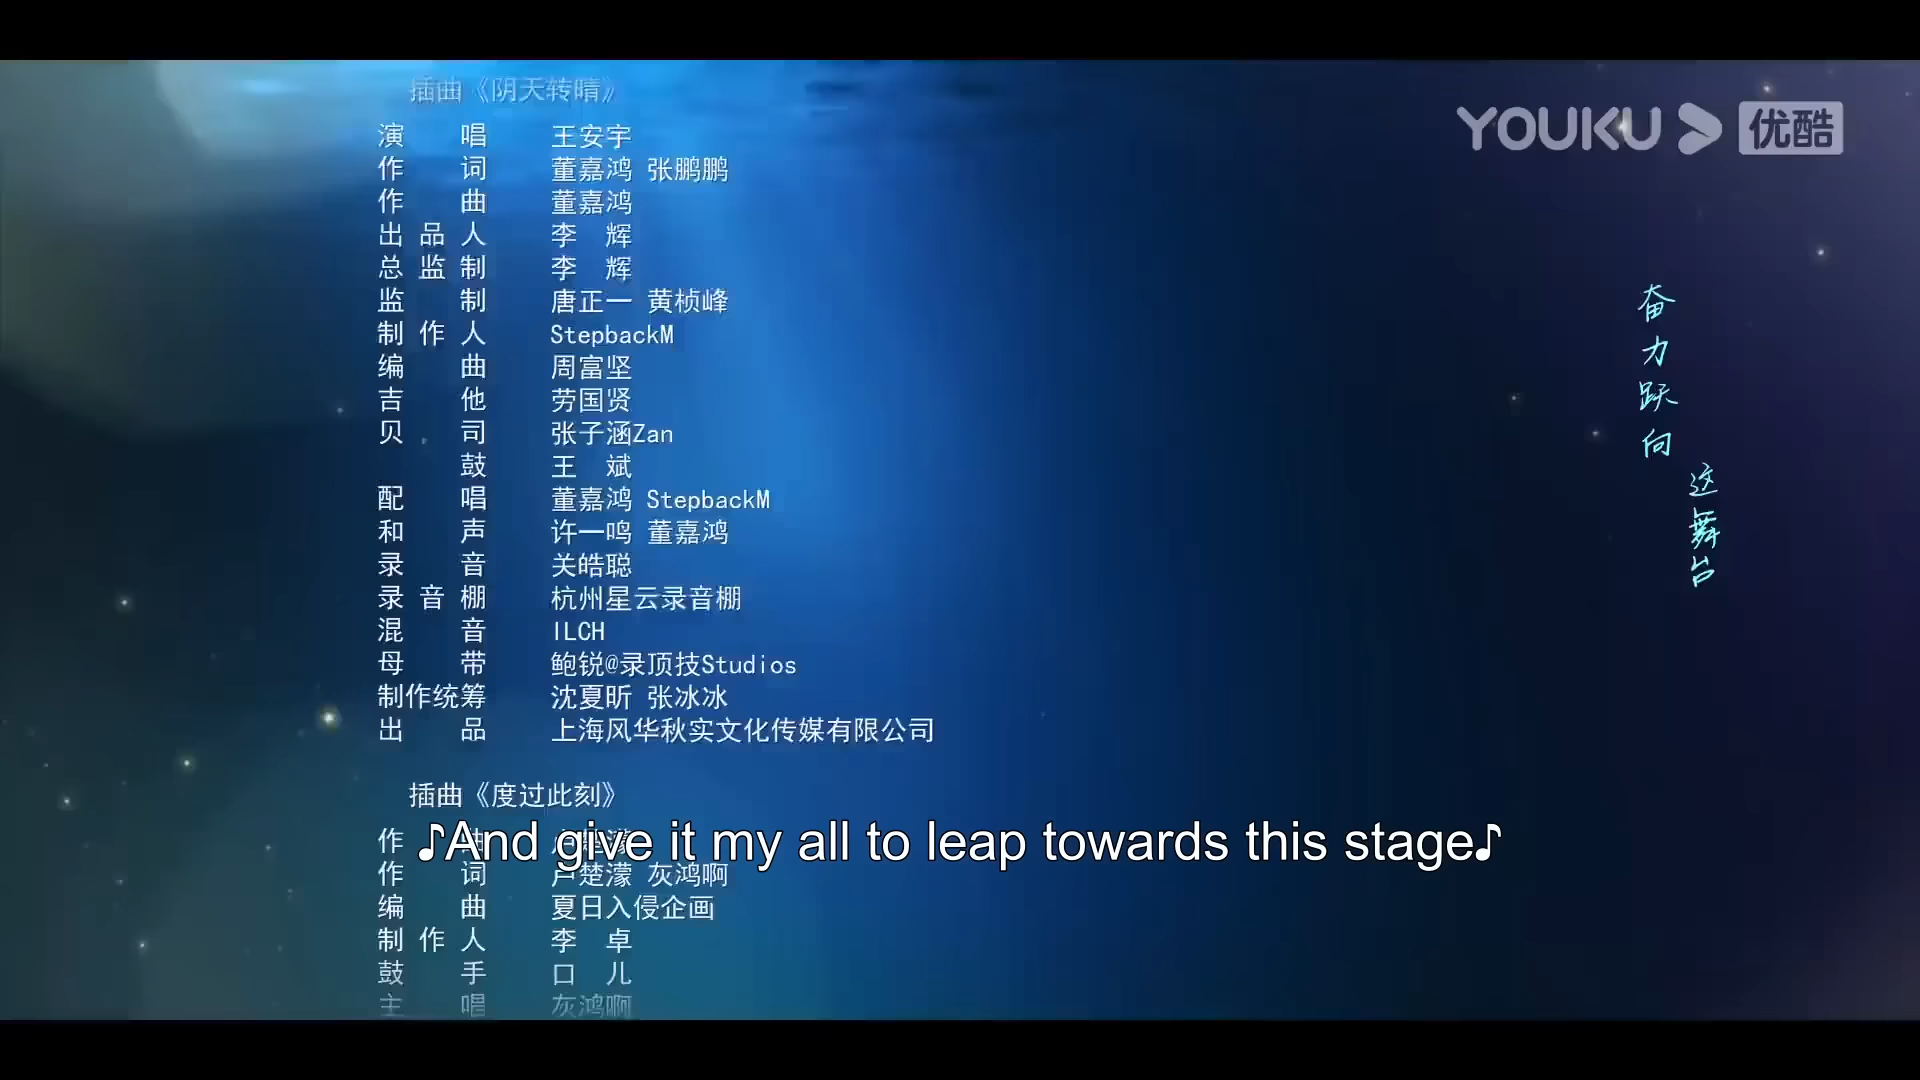 插曲《阴天转晴》
演唱 王安宇
作词 董嘉鸿 张鹏鹏
作曲 董嘉鸿
出品人 李辉
总监制 李辉
监制 唐正一 黄桢峰
制作人 StepbackM
编曲 周富坚
吉他 劳国贤
贝司 张子涵Zan
鼓 王斌
配唱 董嘉鸿 StepbackM
和声 许一鸣 董嘉鸿
录音 关皓聪
录音棚 杭州星云录音棚
混音 ILCH
母带 鲍锐@录顶技Studios
制作统筹 沈夏昕 张冰冰
出品 上海风华秋实文化传媒有限公司
插曲《度过此刻》
作曲 卢楚濛
♪And give it my all to leap towards this stage♪
作词 卢楚濛 灰鸿啊
编曲 夏日入侵企画
制作人 李卓
鼓手 口儿
主唱 灰鸿啊
YOUKU 优酷
奋力跃向
这舞台